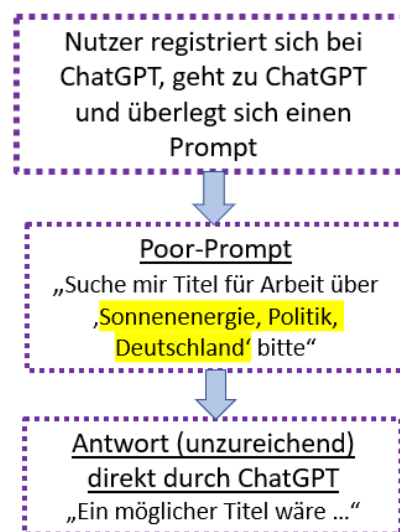 Nutzer registriert sich bei
ChatGPT, geht zu ChatGPT
und überlegt sich einen
Prompt
Poor-Prompt
„Suche mir Titel für Arbeit über
‚Sonnenenergie, Politik,
Deutschland‘ bitte“
Antwort (unzureichend)
direkt durch ChatGPT
„Ein möglicher Titel wäre …“